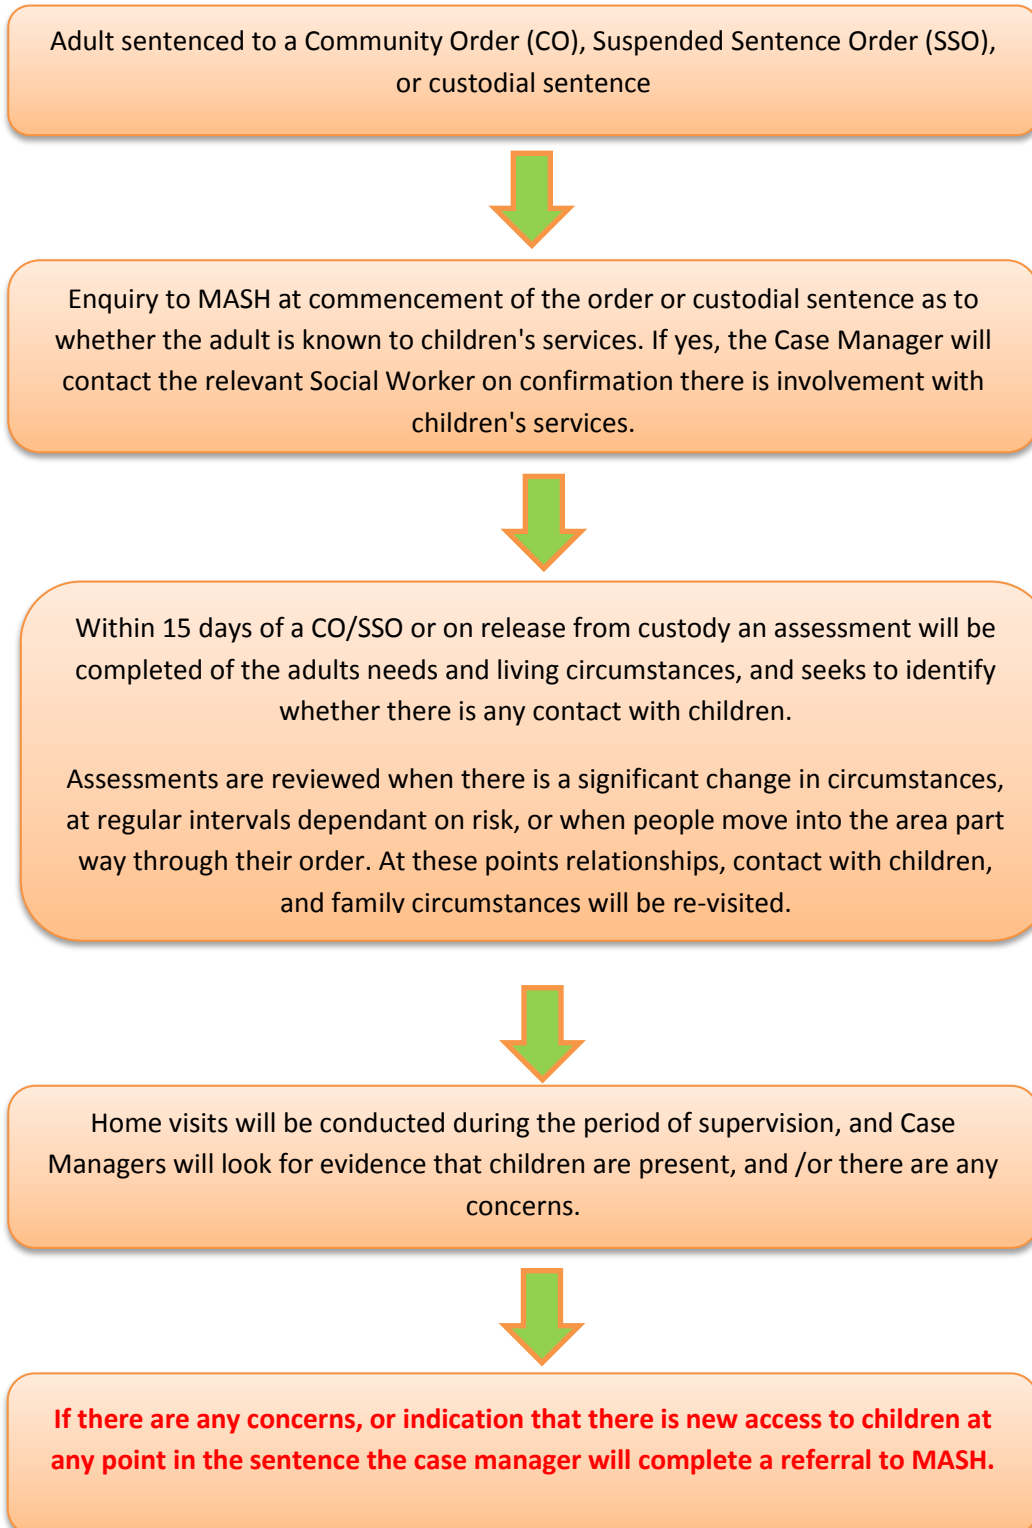 Adult sentenced to a Community Order (CO), Suspended Sentence Order (SSO),
or custodial sentence
Enquiry to MASH at commencement of the order or custodial sentence as to
whether the adult is known to children's services. If yes, the Case Manager will
contact the relevant Social Worker on confirmation there is involvement with
children's services.
Within 15 days of a CO/SSO or on release from custody an assessment will be
completed of the adults needs and living circumstances, and seeks to identify
whether there is any contact with children.
Assessments are reviewed when there is a significant change in circumstances,
at regular intervals dependant on risk, or when people move into the area part
way through their order. At these points relationships, contact with children,
and family circumstances will be re-visited.
Home visits will be conducted during the period of supervision, and Case
Managers will look for evidence that children are present, and /or there are any
concerns.
If there are any concerns, or indication that there is new access to children at
any point in the sentence the case manager will complete a referral to MASH.